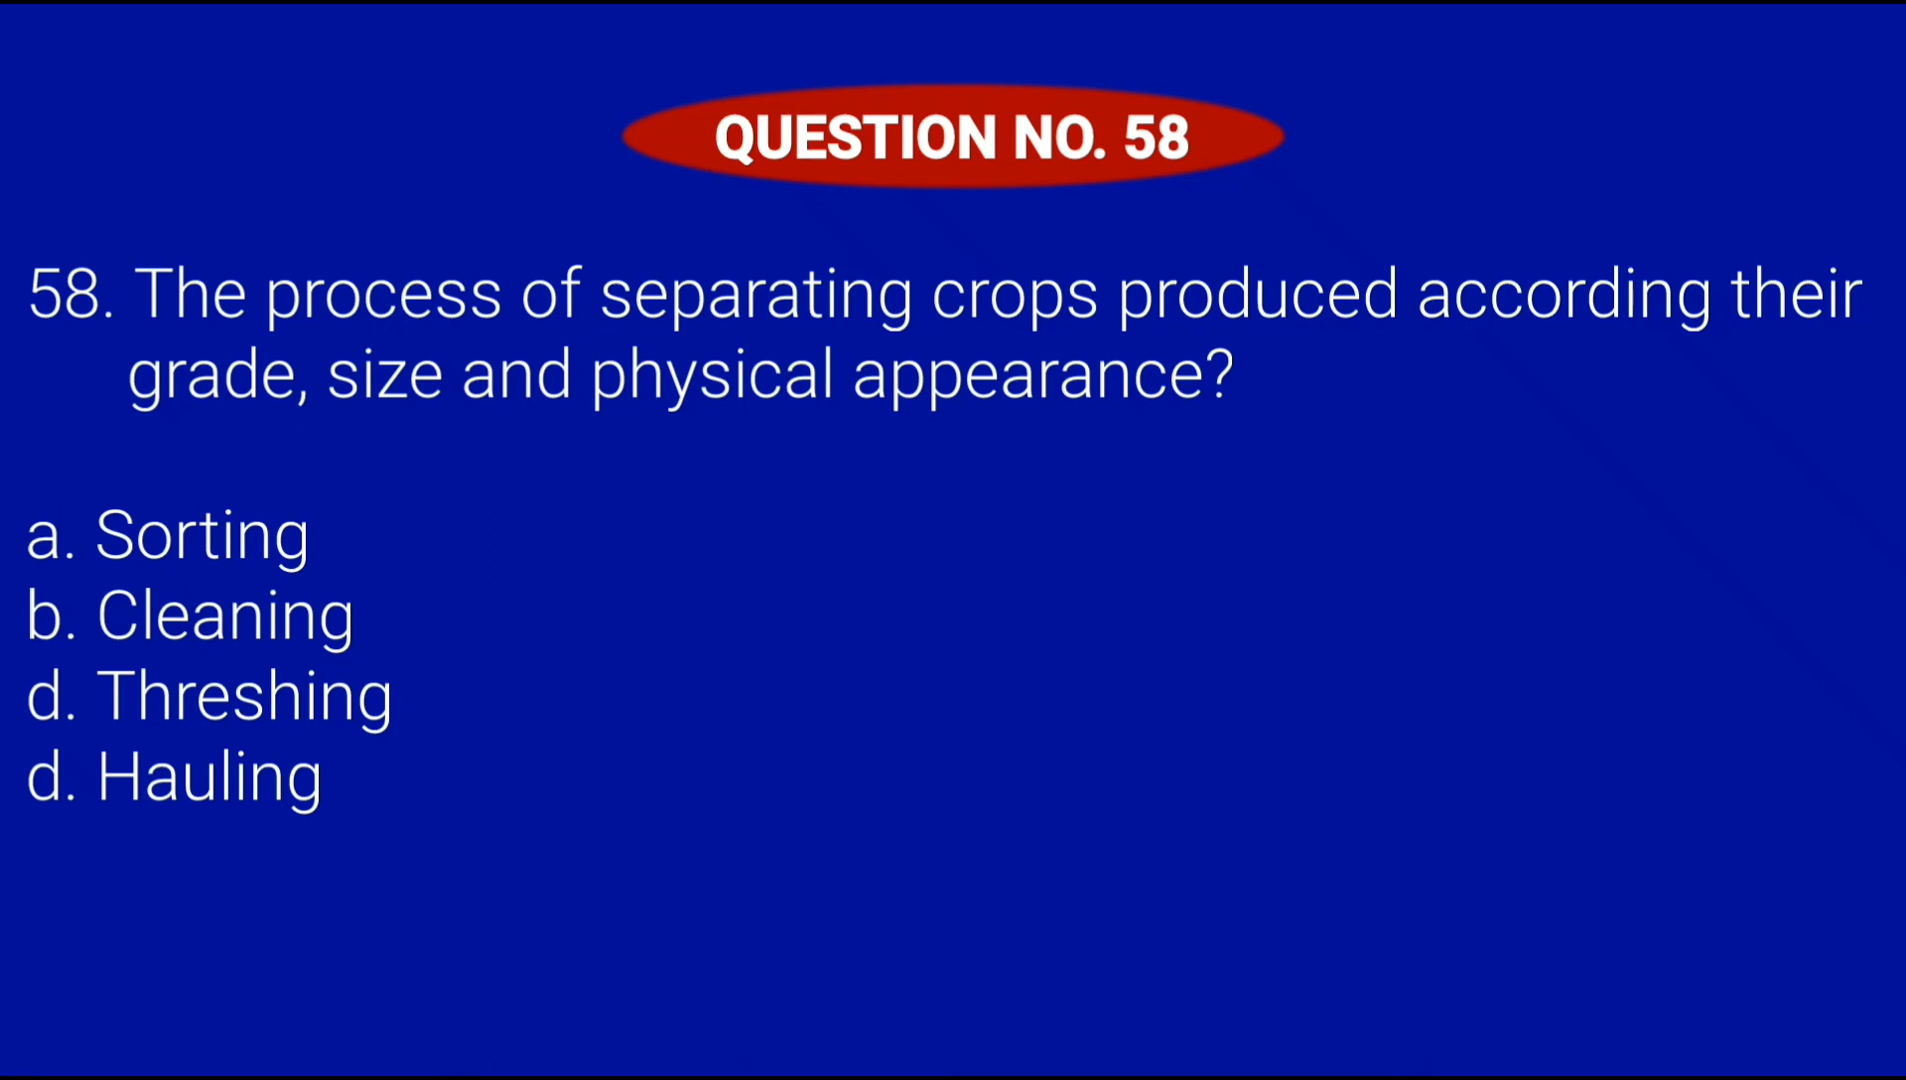 QUESTION NO. 58
58. The process of separating crops produced according their
grade, size and physical appearance?
a. Sorting
b. Cleaning
d. Threshing
d. Hauling